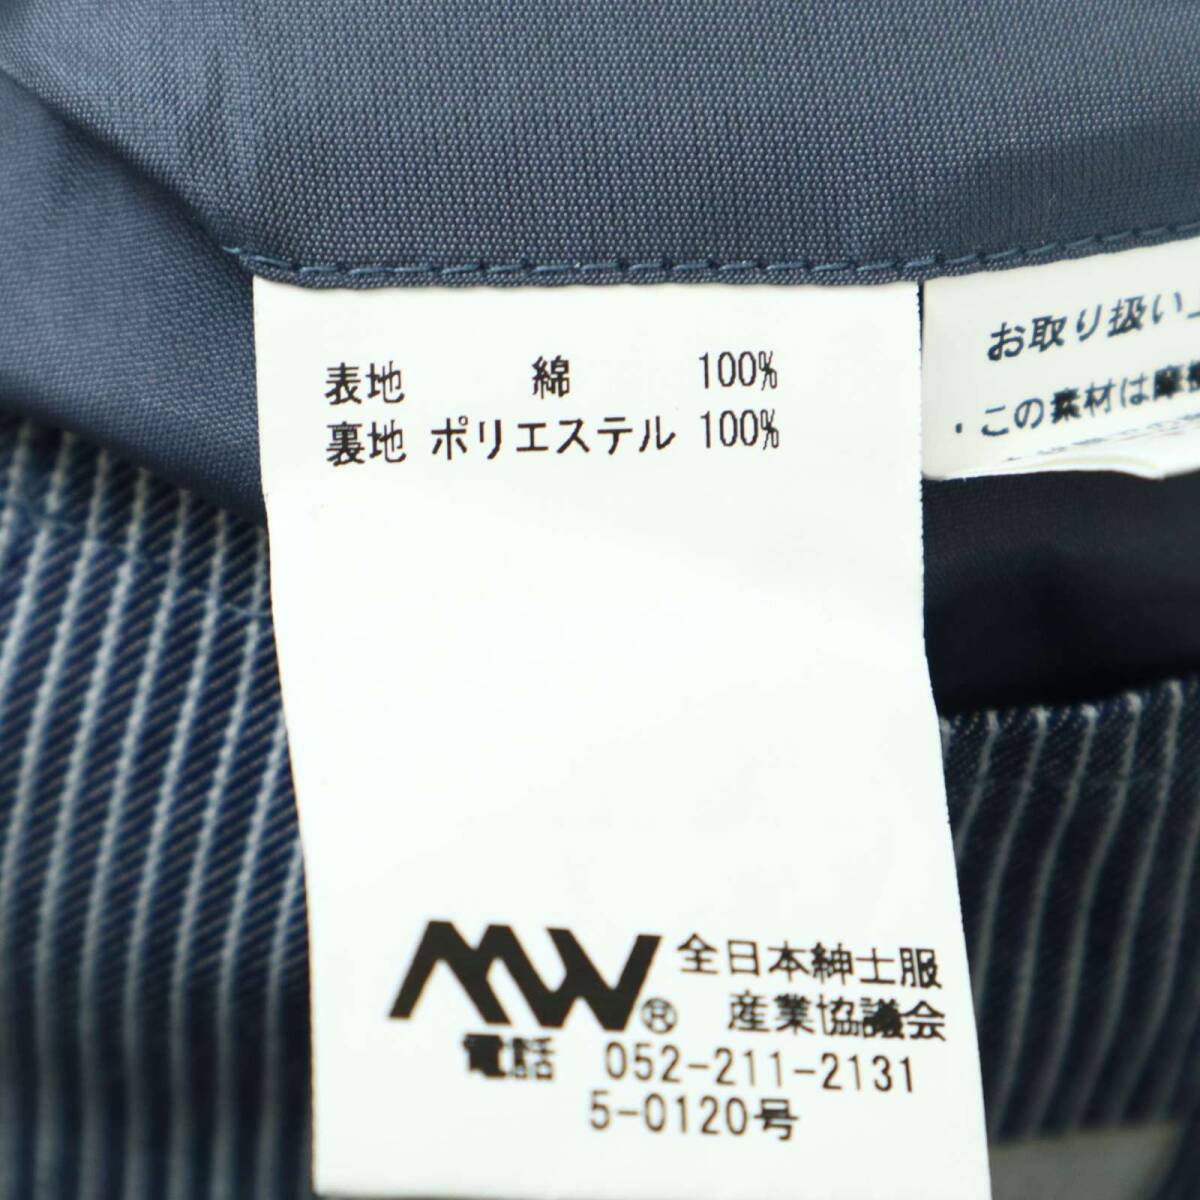 表地 綿 100%
裏地 ポリエステル 100%
MW® 全日本紳士服
産業協議会
電話 052-211-2131
5-0120号
お取り扱い上
・この素材は摩